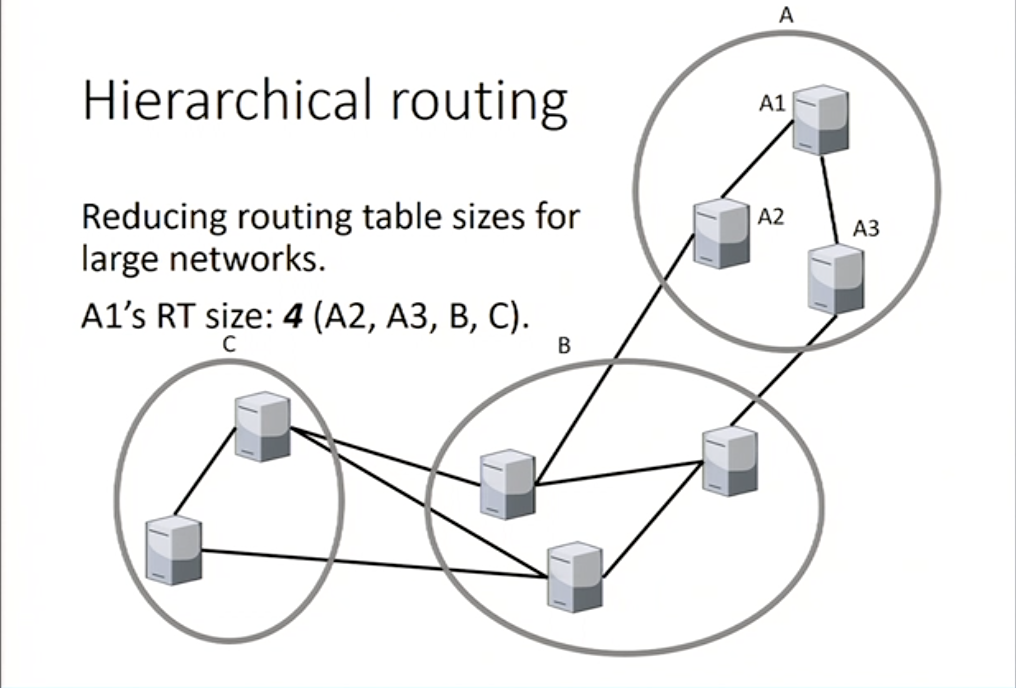 A
Hierarchical routing
A1
A2
A3
Reducing routing table sizes for
large networks.
A1’s RT size: 4 (A2, A3, B, C).
C
B